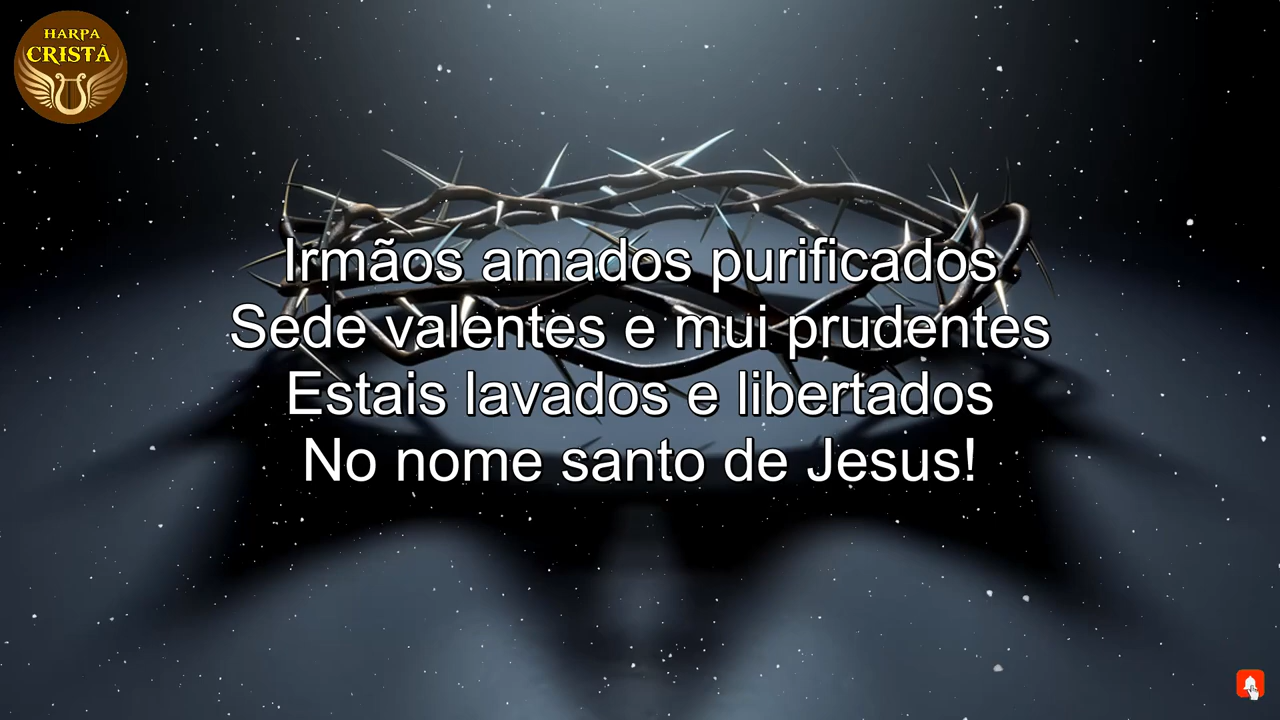 HARPA
CRISTÃ
Irmãos amados purificados
Sede valentes e mui prudentes
Estais lavados e libertados
No nome santo de Jesus!